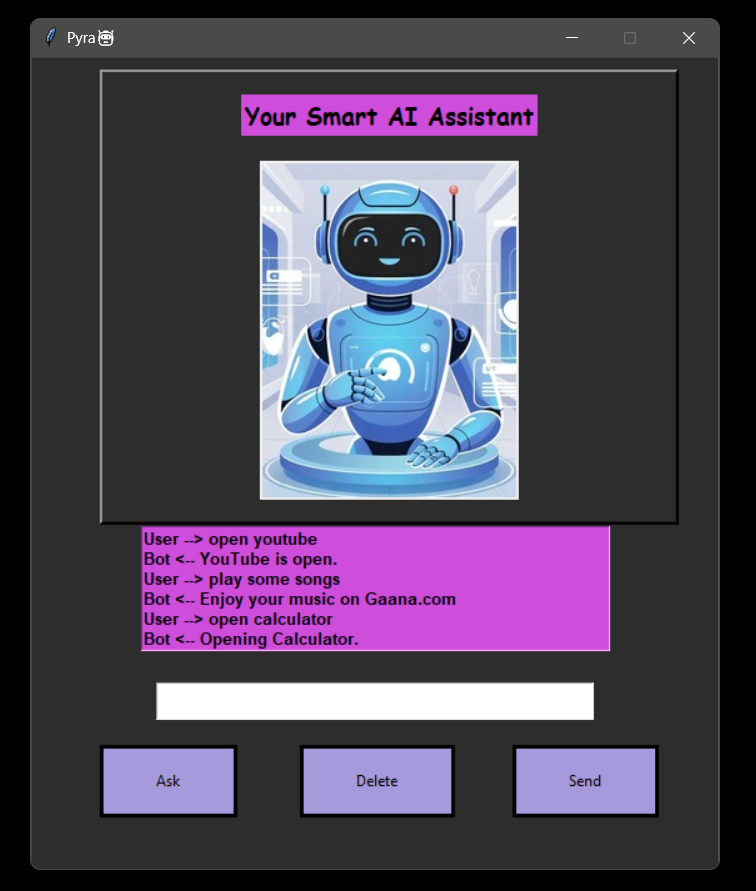 Pyra
Your Smart AI Assistant
User --> open youtube
Bot <-- YouTube is open.
User --> play some songs
Bot <-- Enjoy your music on Gaana.com
User --> open calculator
Bot <-- Opening Calculator.
Ask
Delete
Send